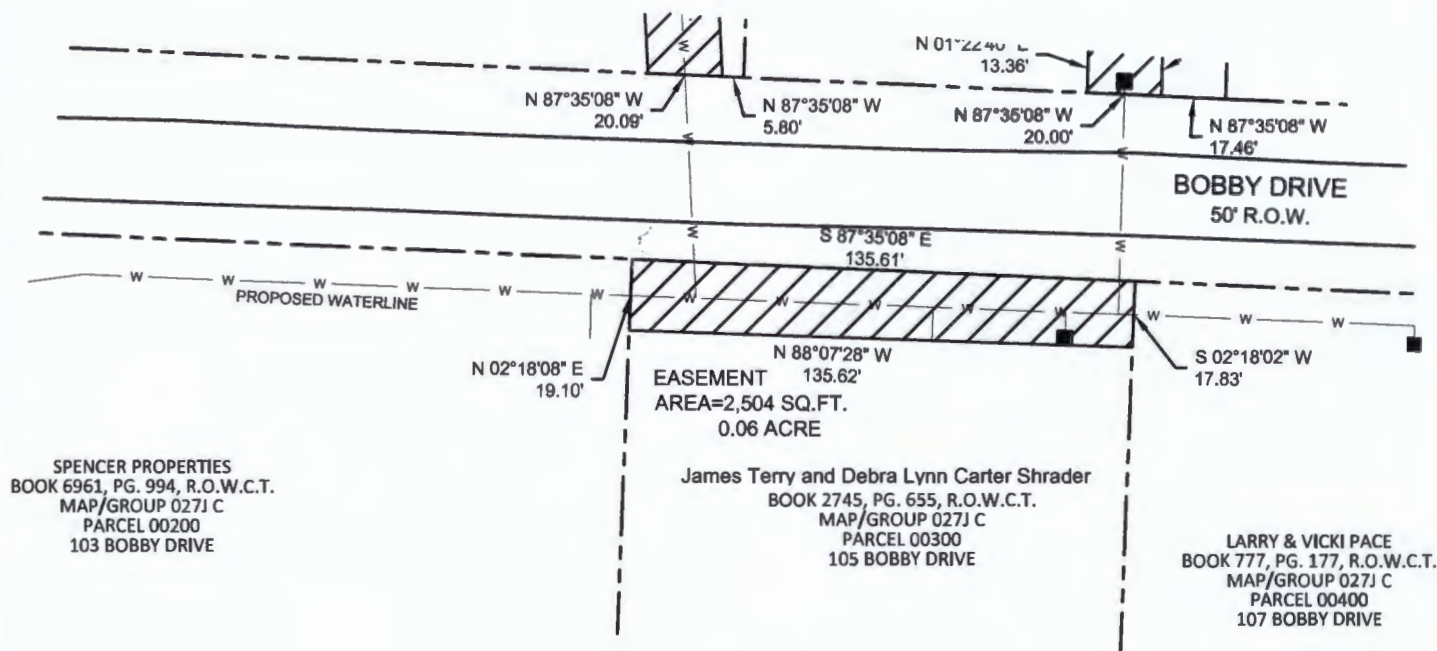 N 01°22'40" E
13.36'
W
N 87°35'08" W
20.09'
N 87°35'08" W
5.80'
N 87°35'08" W
20.00'
N 87°35'08" W
17.46'
W
W
BOBBY DRIVE
50' R.O.W.
W
W
S 87°35'08" E
135.61'
W W W W W W W W W W W W W W
PROPOSED WATERLINE
N 02°18'08" E
19.10'
N 88°07'28" W
135.62'
S 02°18'02" W
17.83'
EASEMENT
AREA=2,504 SQ.FT.
0.06 ACRE
SPENCER PROPERTIES
BOOK 6961, PG. 994, R.O.W.C.T.
MAP/GROUP 027J C
PARCEL 00200
103 BOBBY DRIVE
James Terry and Debra Lynn Carter Shrader
BOOK 2745, PG. 655, R.O.W.C.T.
MAP/GROUP 027J C
PARCEL 00300
105 BOBBY DRIVE
LARRY & VICKI PACE
BOOK 777, PG. 177, R.O.W.C.T.
MAP/GROUP 027J C
PARCEL 00400
107 BOBBY DRIVE